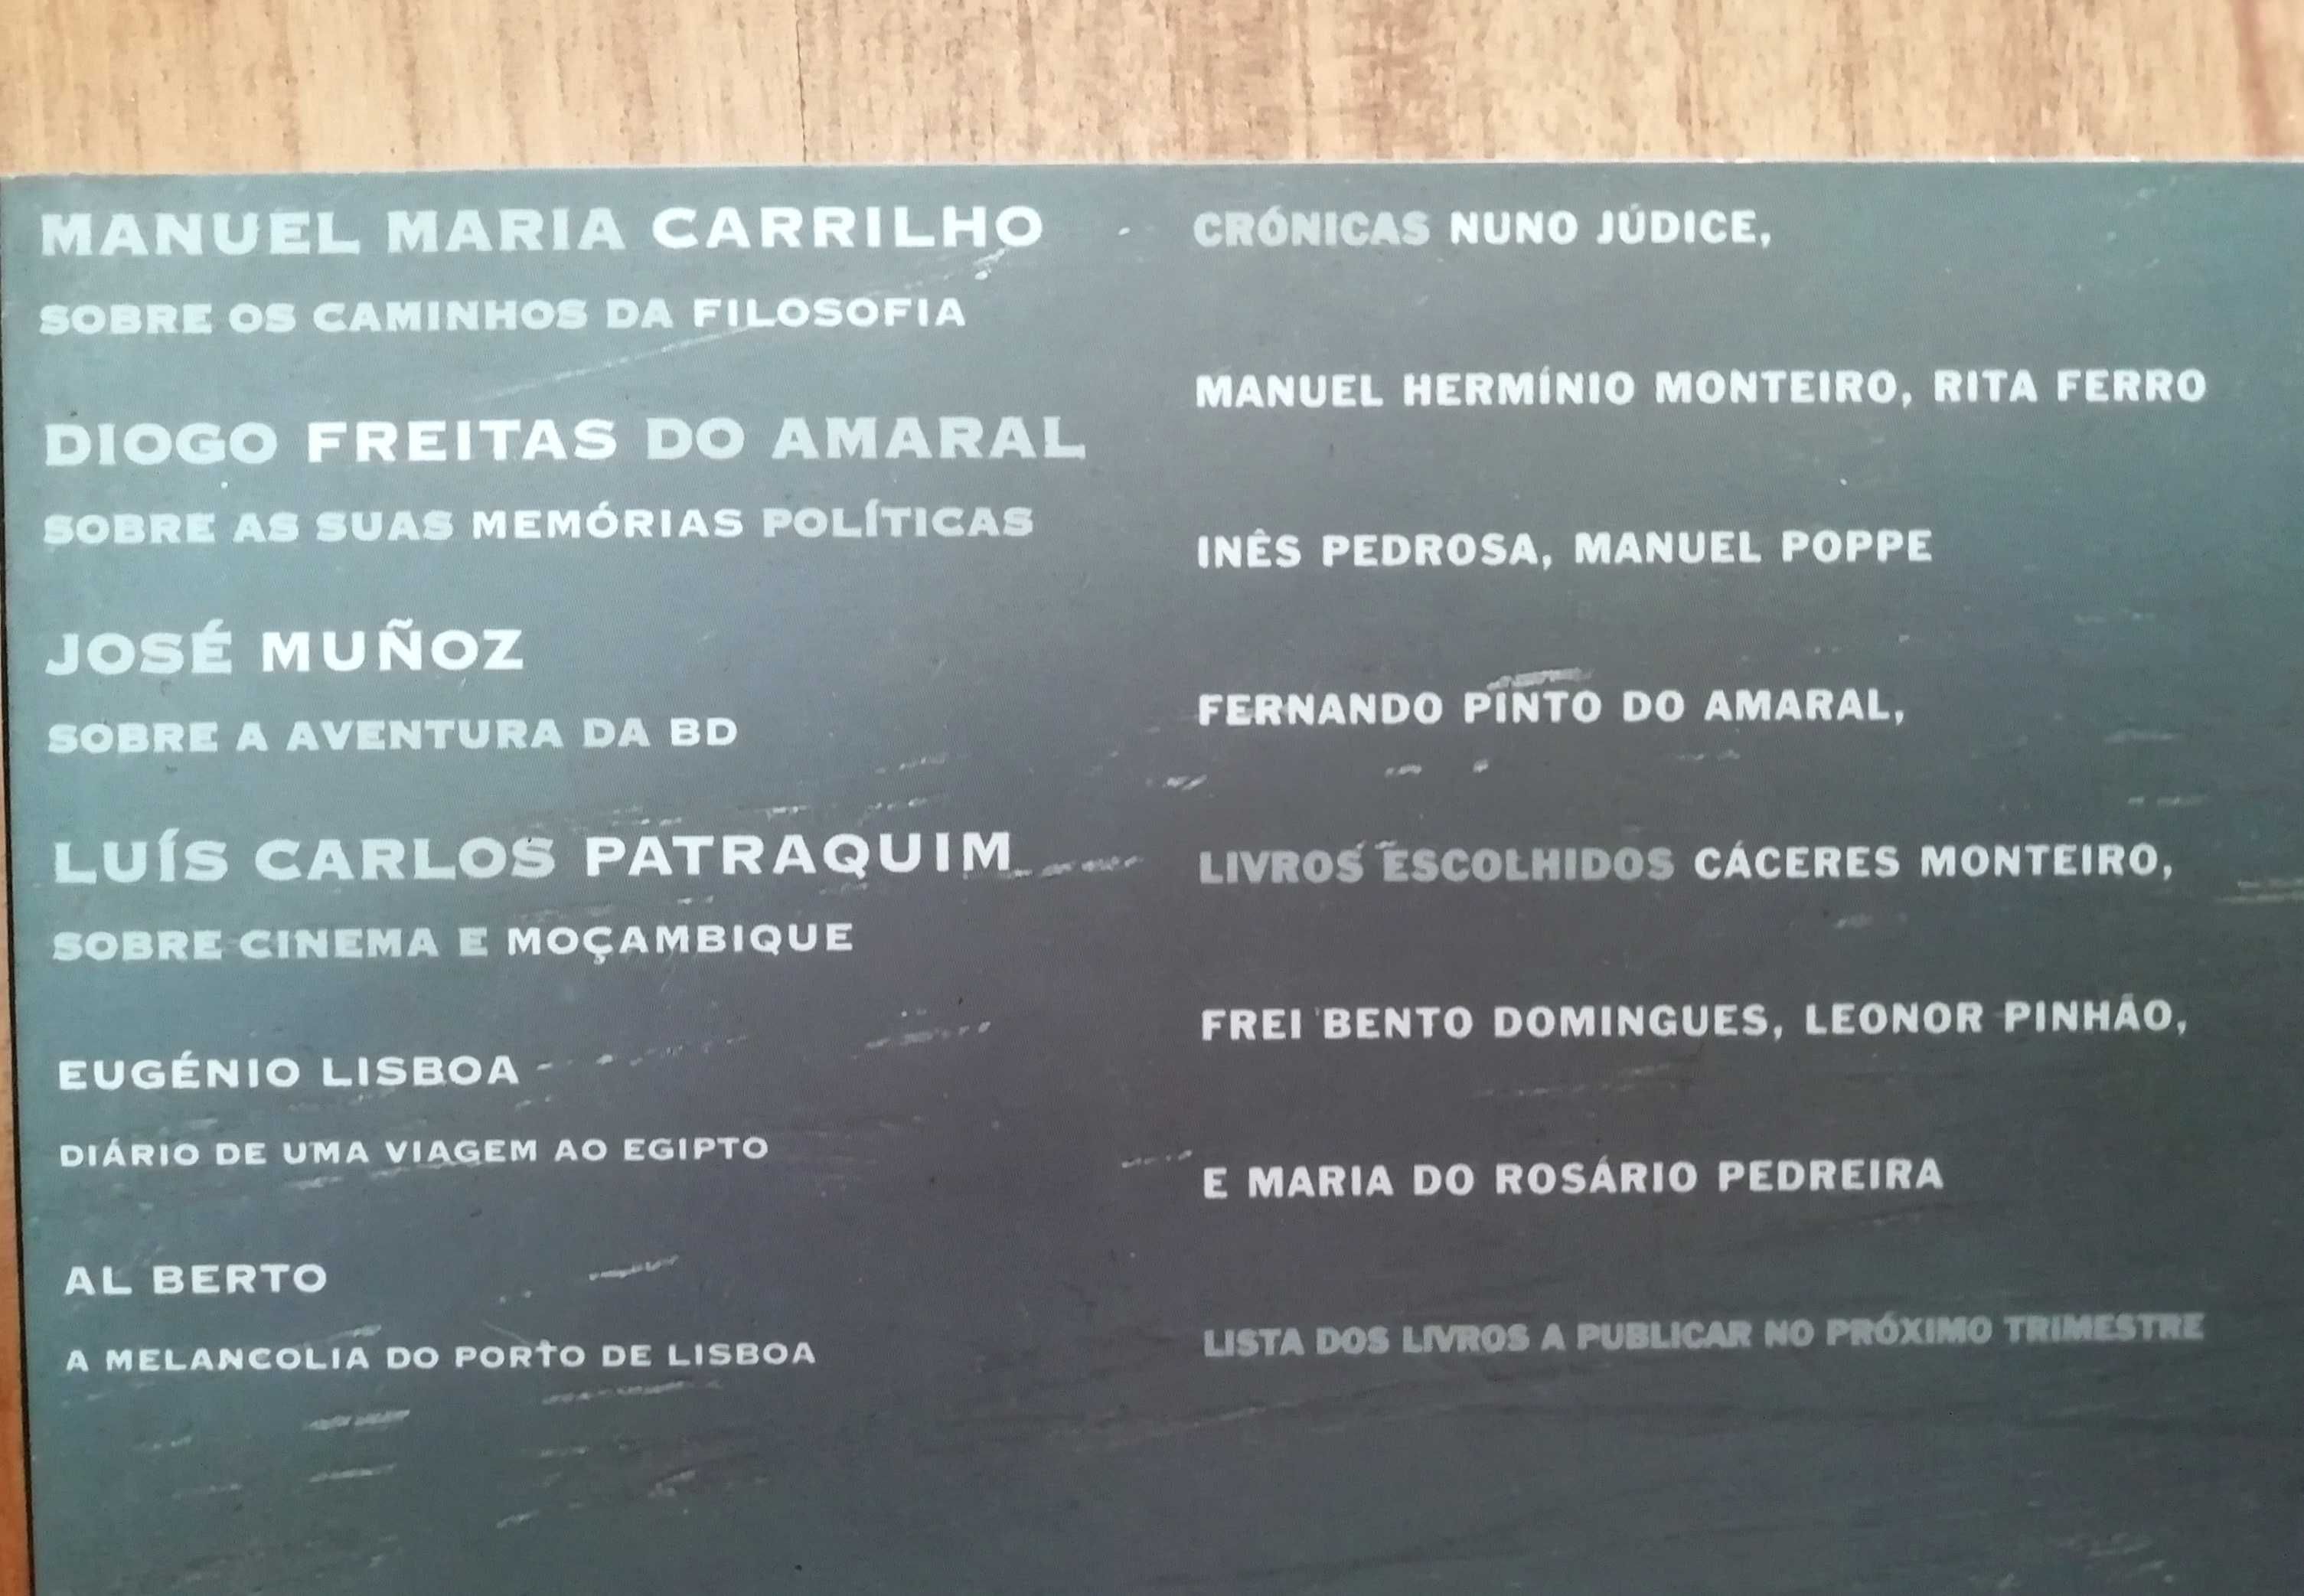 MANUEL MARIA CARRILHO
SOBRE OS CAMINHOS DA FILOSOFIA
DIOGO FREITAS DO AMARAL
SOBRE AS SUAS MEMÓRIAS POLÍTICAS
JOSÉ MUÑOZ
SOBRE A AVENTURA DA BD
LUÍS CARLOS PATRAQUIM
SOBRE CINEMA E MOÇAMBIQUE
EUGÉNIO LISBOA
DIÁRIO DE UMA VIAGEM AO EGIPTO
AL BERTO
A MELANCOLIA DO PORTO DE LISBOA
CRÓNICAS NUNO JÚDICE,
MANUEL HERMÍNIO MONTEIRO, RITA FERRO
INÊS PEDROSA, MANUEL POPPE
FERNANDO PINTO DO AMARAL,
LIVROS ESCOLHIDOS CÁCERES MONTEIRO,
FREI BENTO DOMINGUES, LEONOR PINHÃO,
E MARIA DO ROSÁRIO PEDREIRA
LISTA DOS LIVROS A PUBLICAR NO PRÓXIMO TRIMESTRE